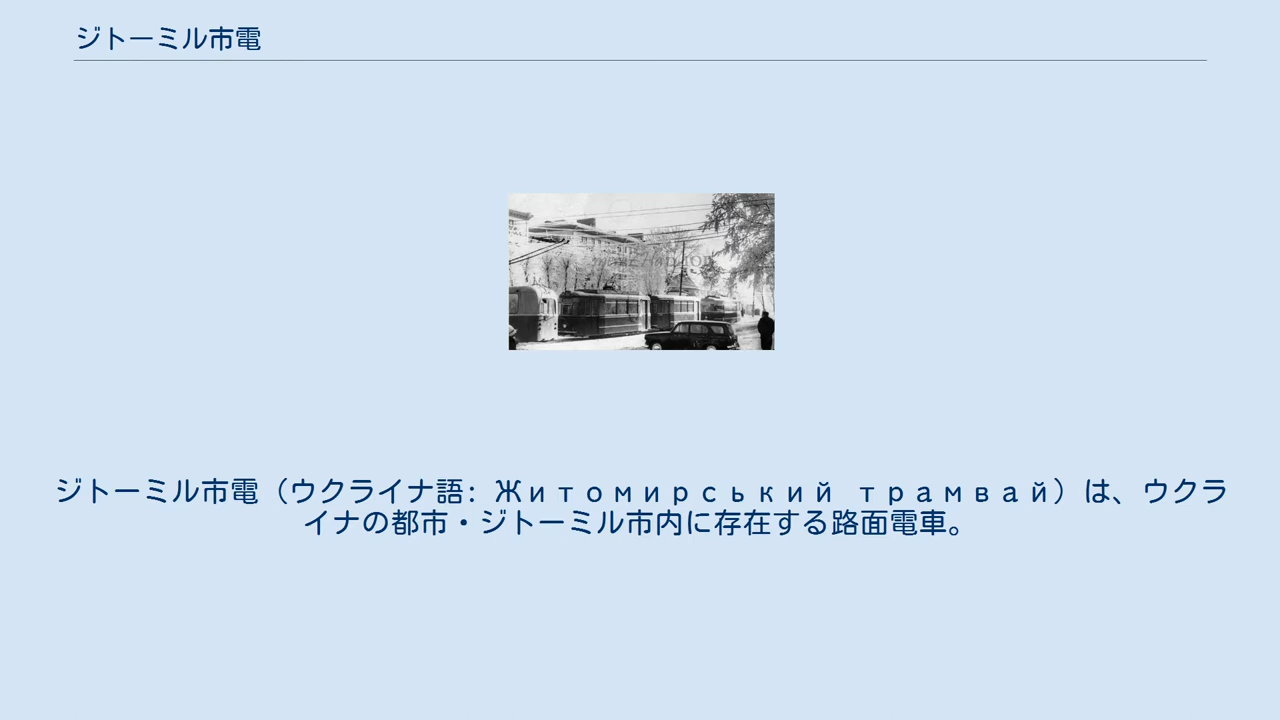 ジトーミル市電
ジトーミル市電（ウクライナ語: Житомирський трамвай）は、ウクラ
イナの都市・ジトーミル市内に存在する路面電車。